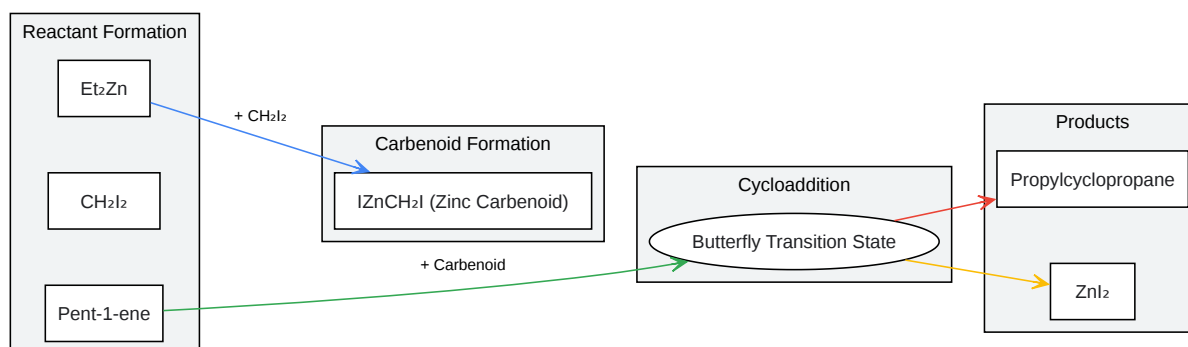 Reactant Formation
Et₂Zn
CH₂I₂
Pent-1-ene
+ CH₂I₂
Carbenoid Formation
IZnCH₂I (Zinc Carbenoid)
+ Carbenoid
Cycloaddition
Butterfly Transition State
Products
Propylcyclopropane
ZnI₂